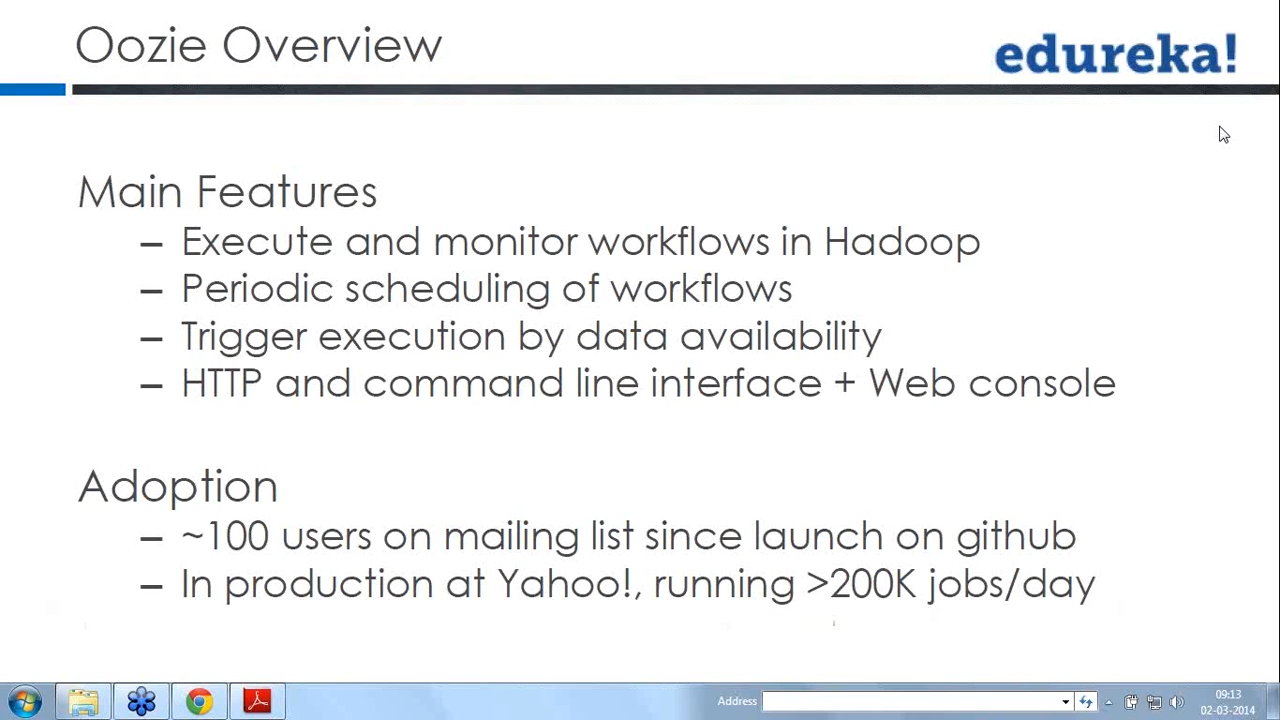 Oozie Overview
edureka!
Main Features
– Execute and monitor workflows in Hadoop
– Periodic scheduling of workflows
– Trigger execution by data availability
– HTTP and command line interface + Web console
Adoption
– ~100 users on mailing list since launch on github
– In production at Yahoo!, running >200K jobs/day
Address
09:13
02-03-2014